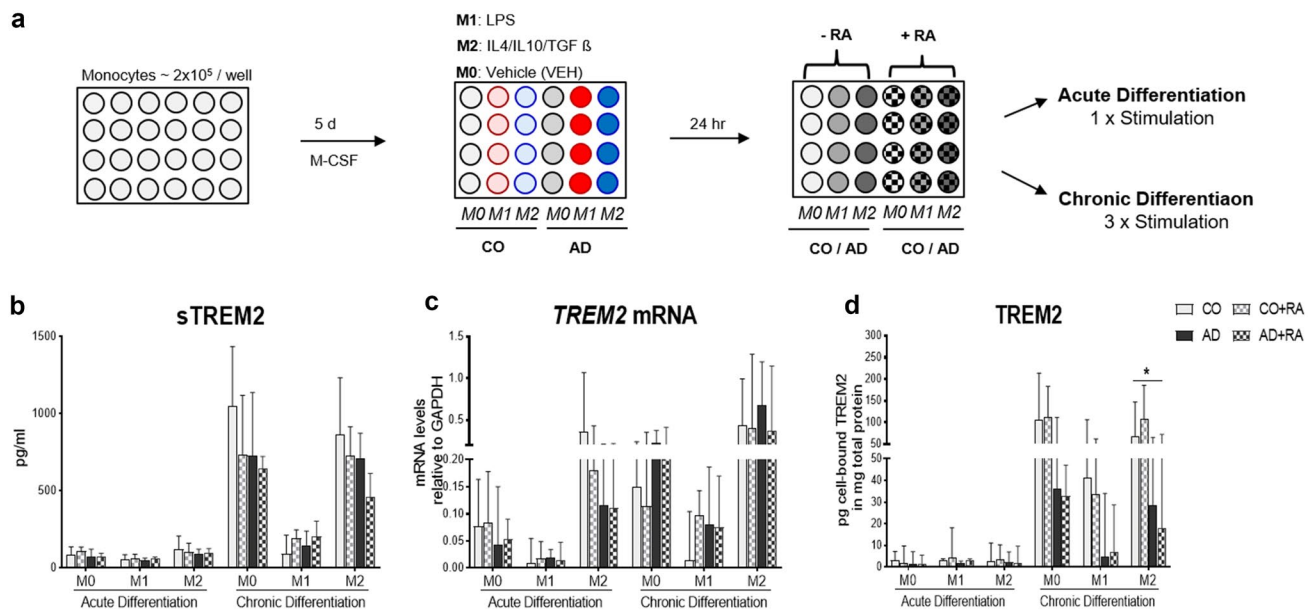 a
Monocytes ~ 2x10⁵ / well
5 d
M-CSF
M1: LPS
M2: IL4/IL10/TGF ß
M0: Vehicle (VEH)
M0 M1 M2 M0 M1 M2
CO AD
24 hr
- RA + RA
M0 M1 M2 M0 M1 M2
CO / AD CO / AD
Acute Differentiation
1 x Stimulation
Chronic Differentiaon
3 x Stimulation
b
sTREM2
pg/ml
1500
1000
500
0
M0 M1 M2 M0 M1 M2
Acute Differentiation Chronic Differentiation
c
TREM2 mRNA
mRNA levels
relative to GAPDH
1.5
1.0
0.5
0.20
0.15
0.10
0.05
0.00
M0 M1 M2 M0 M1 M2
Acute Differentiation Chronic Differentiation
d
TREM2
CO CO+RA
AD AD+RA
pg cell-bound TREM2
in mg total protein
300
250
200
150
100
50
50
40
30
20
10
0
*
M0 M1 M2 M0 M1 M2
Acute Differentiation Chronic Differentiation